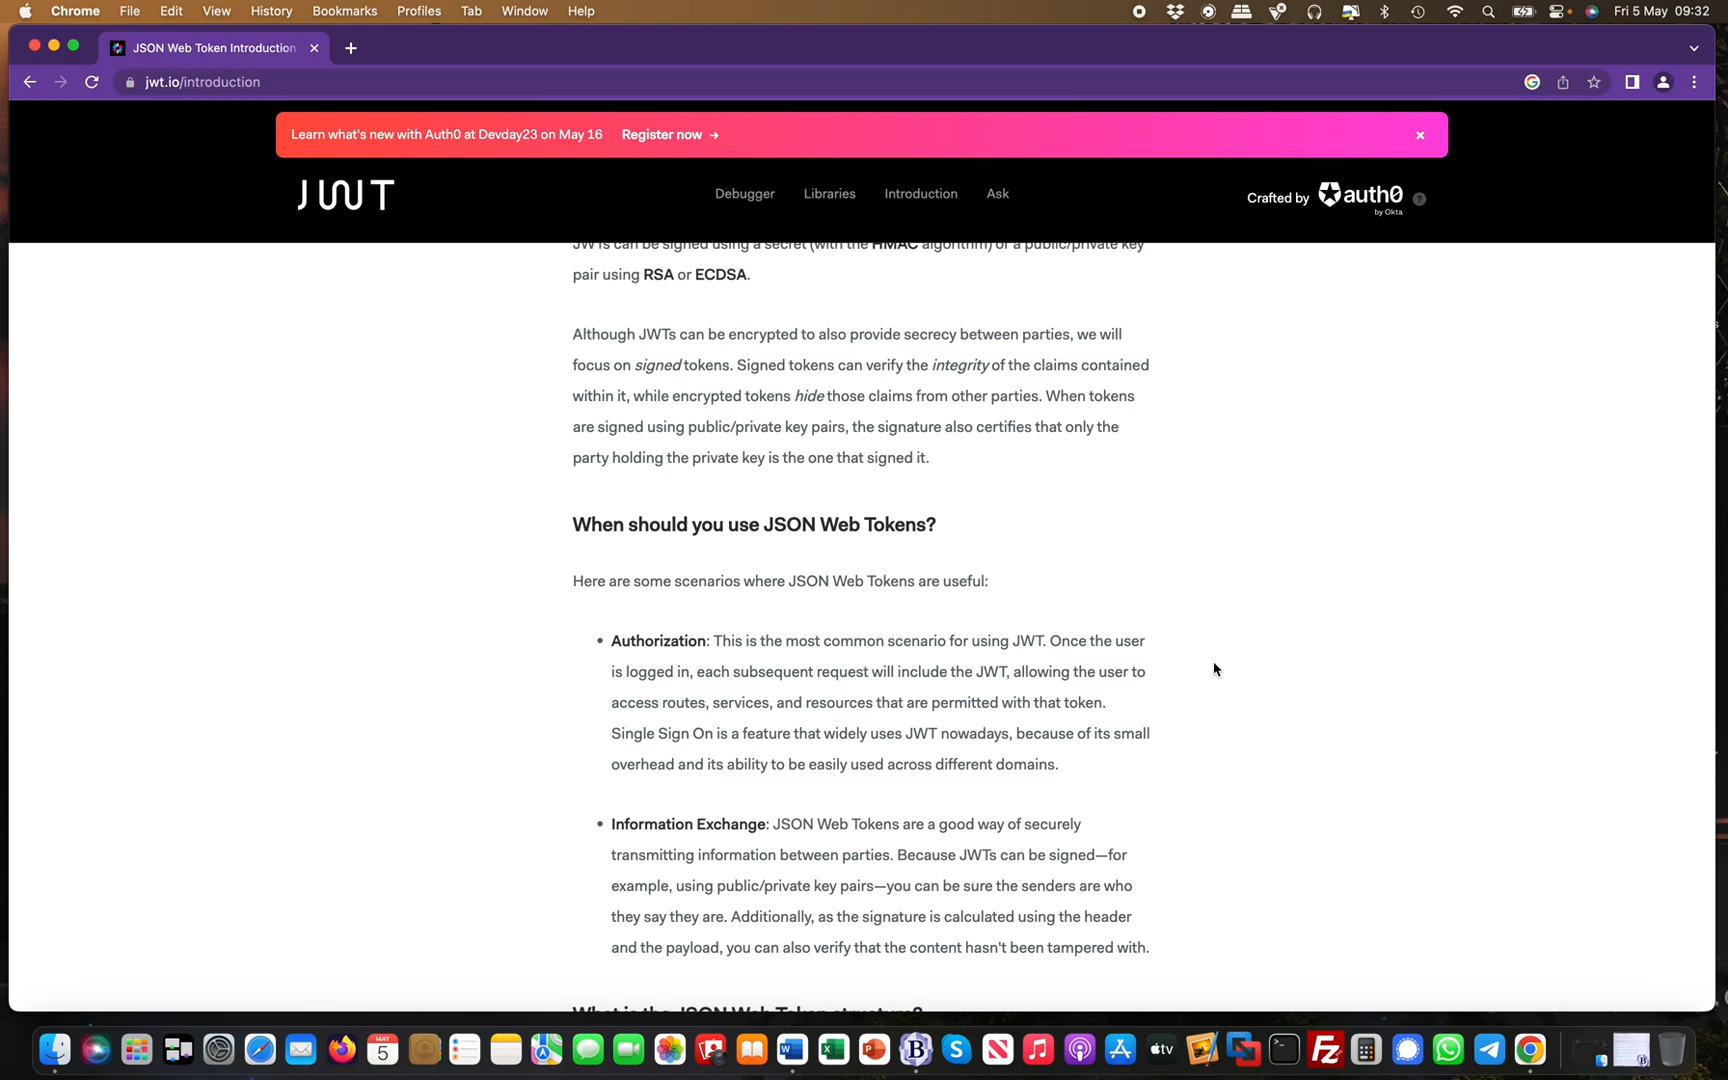 Chrome File Edit View History Bookmarks Profiles Tab Window Help Fri 5 May 09:32
JSON Web Token Introduction
jwt.io/introduction
Learn what's new with Auth0 at Devday23 on May 16 Register now →
JWT Debugger Libraries Introduction Ask Crafted by auth0
by Okta
JWTs can be signed using a secret (with the HMAC algorithm) or a public/private key
pair using RSA or ECDSA.
Although JWTs can be encrypted to also provide secrecy between parties, we will
focus on signed tokens. Signed tokens can verify the integrity of the claims contained
within it, while encrypted tokens hide those claims from other parties. When tokens
are signed using public/private key pairs, the signature also certifies that only the
party holding the private key is the one that signed it.
When should you use JSON Web Tokens?
Here are some scenarios where JSON Web Tokens are useful:
• Authorization: This is the most common scenario for using JWT. Once the user
is logged in, each subsequent request will include the JWT, allowing the user to
access routes, services, and resources that are permitted with that token.
Single Sign On is a feature that widely uses JWT nowadays, because of its small
overhead and its ability to be easily used across different domains.
• Information Exchange: JSON Web Tokens are a good way of securely
transmitting information between parties. Because JWTs can be signed—for
example, using public/private key pairs—you can be sure the senders are who
they say they are. Additionally, as the signature is calculated using the header
and the payload, you can also verify that the content hasn't been tampered with.
What is the JSON Web Token structure?
MAY
5
tv